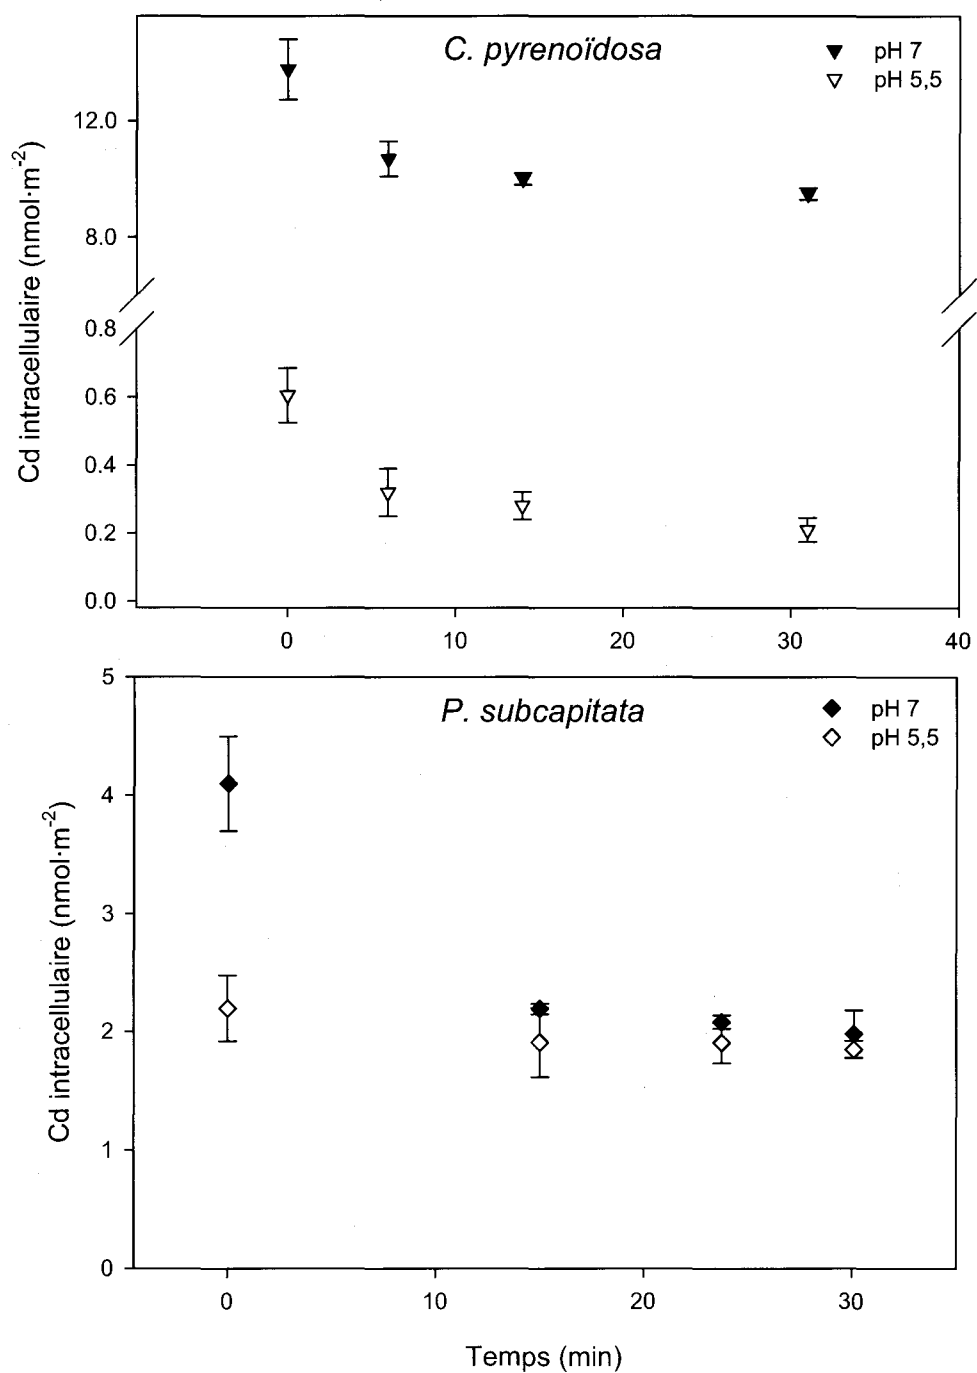 C. pyrenoïdosa
pH 7
pH 5,5
Cd intracellulaire (nmol·m-2)
12.0
8.0
0.8
0.6
0.4
0.2
0.0
0 10 20 30 40
P. subcapitata
pH 7
pH 5,5
Cd intracellulaire (nmol·m-2)
5
4
3
2
1
0
0 10 20 30
Temps (min)